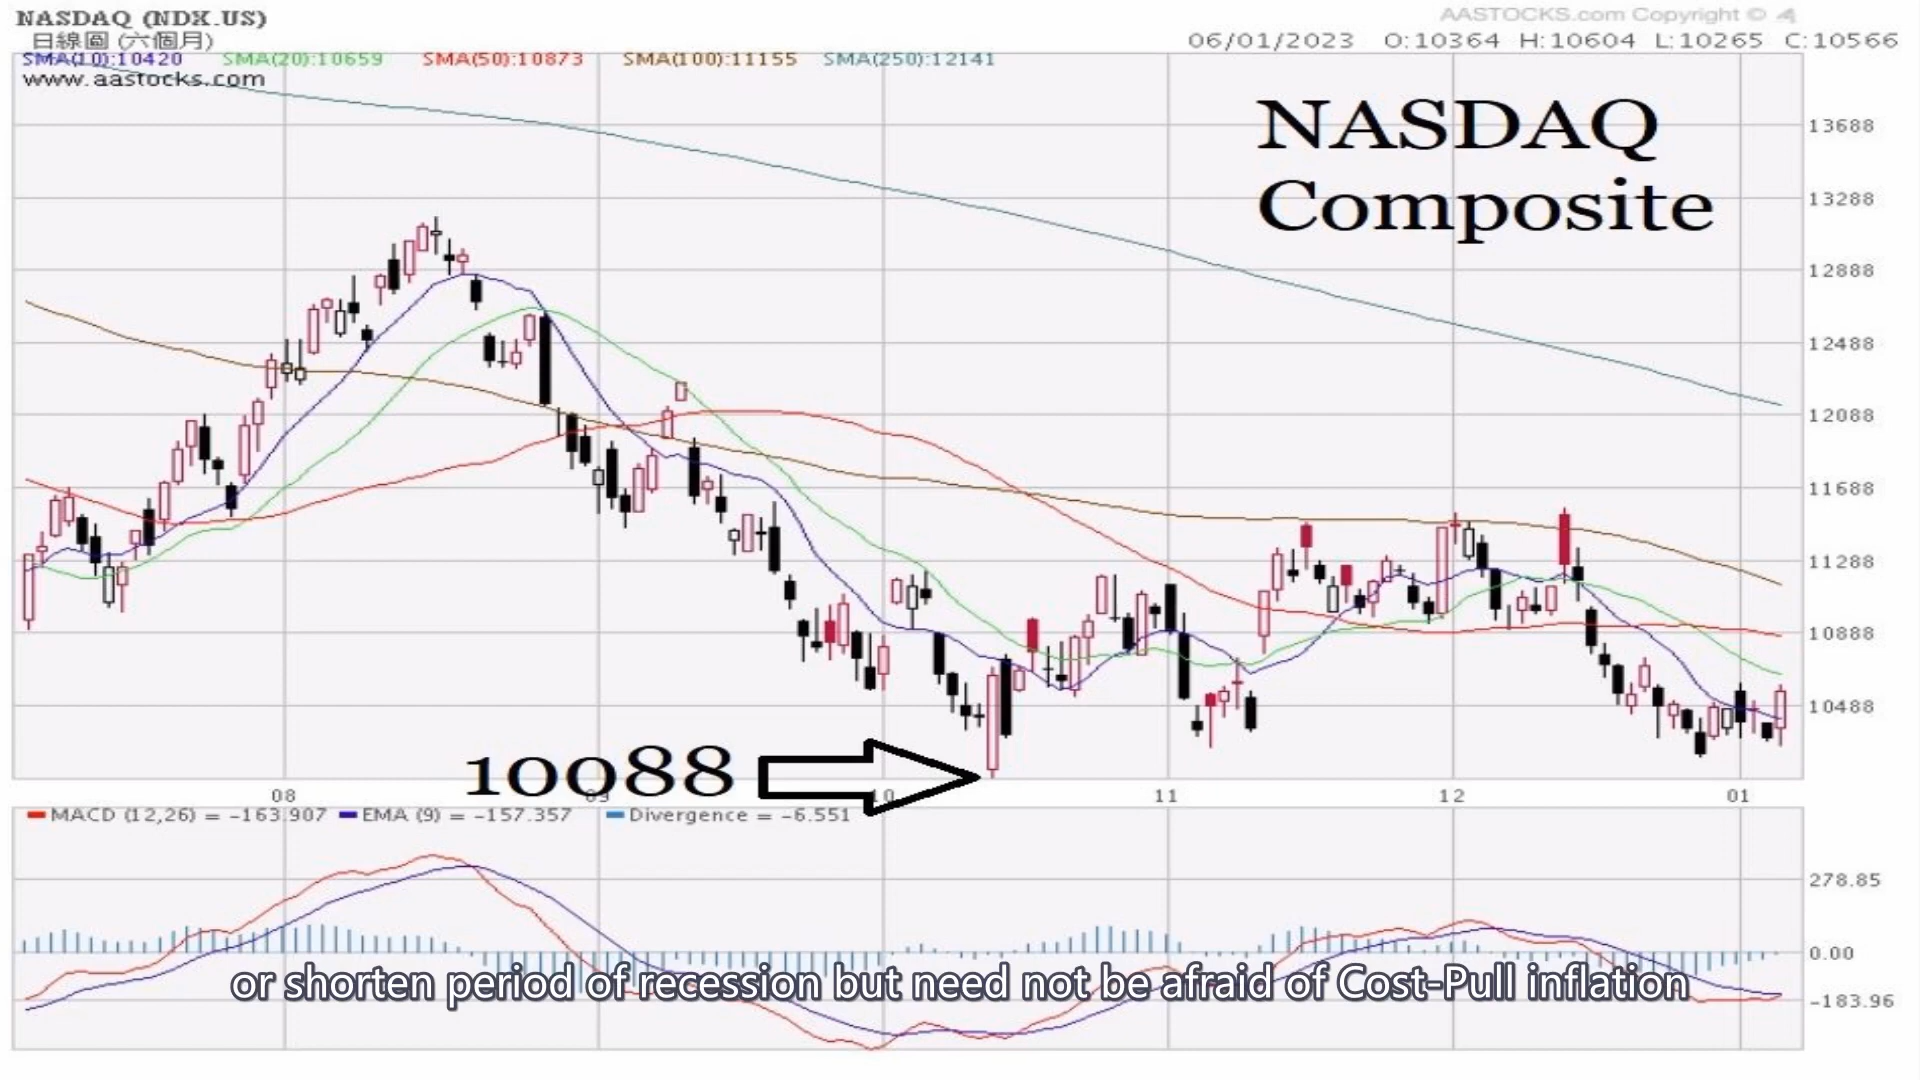 NASDAQ (NDX.US)
AASTOCKS.com Copyright ©
日線圖 (六個月)
06/01/2023 O:10364 H:10604 L:10265 C:10566
SMA(10):10420 SMA(20):10659 SMA(50):10873 SMA(100):11155 SMA(250):12141
www.aastocks.com
NASDAQ
Composite
13688
13288
12888
12488
12088
11688
11288
10888
10488
10088
08 09 10 11 12 01
MACD (12,26) = -163.907 EMA (9) = -157.357 Divergence = -6.551
278.85
0.00
-183.96
or shorten period of recession but need not be afraid of Cost-Pull inflation